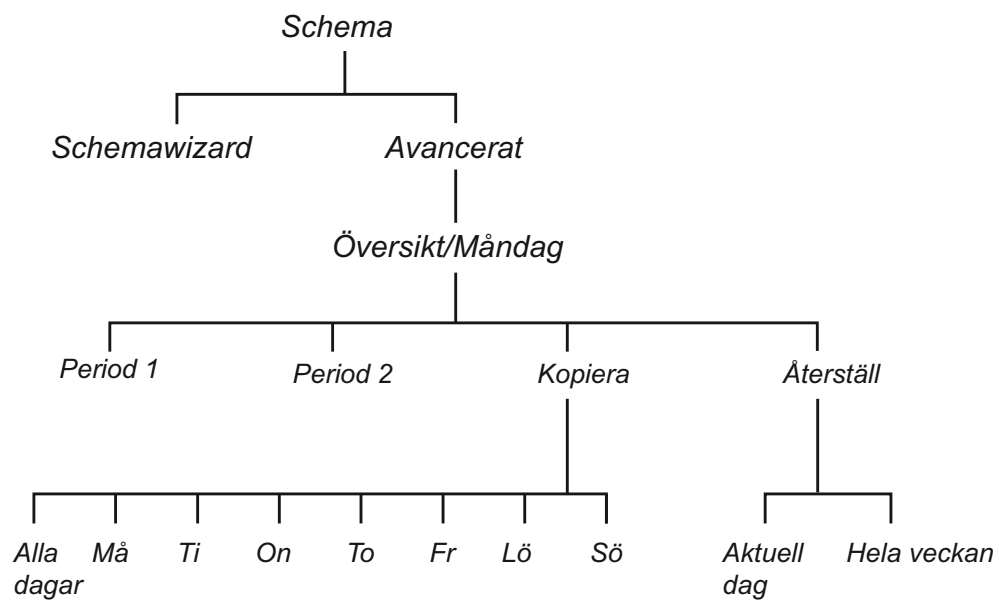 Schema
Schemawizard Avancerat
Översikt/Måndag
Period 1 Period 2 Kopiera Återställ
Alla dagar Må Ti On To Fr Lö Sö Aktuell dag Hela veckan